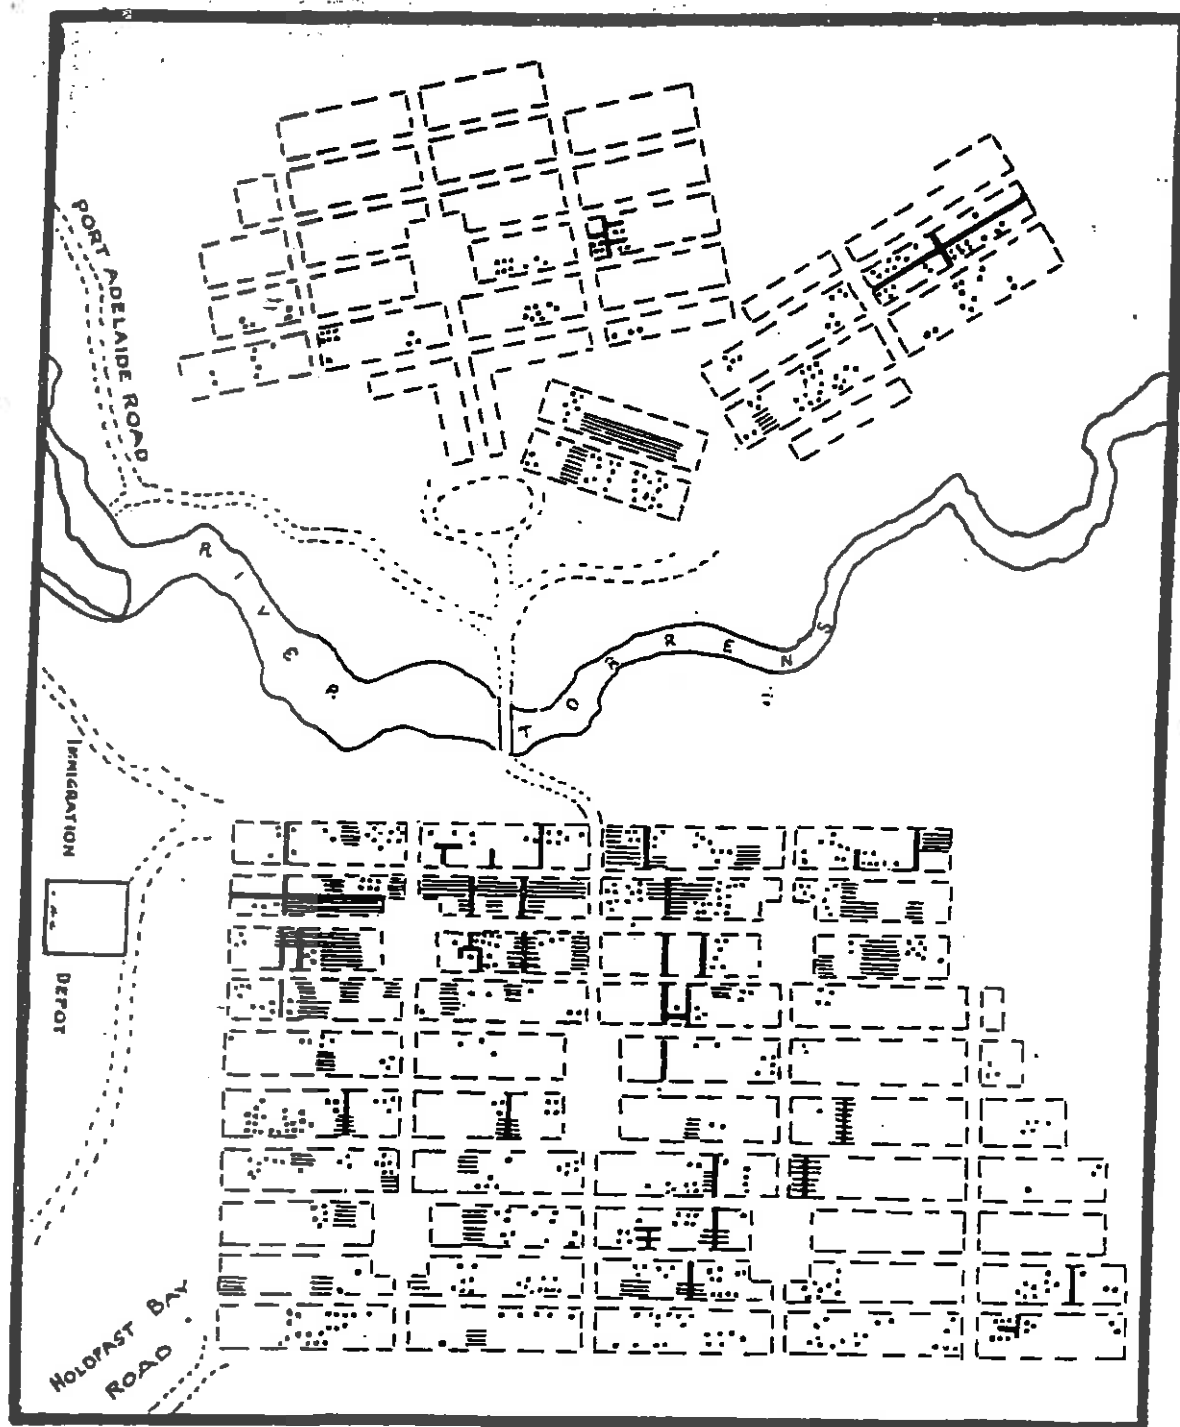 PORT ADELAIDE ROAD
RIVER
TORRENS
IMMIGRATION
DEPOT
HOLDFAST BAY
ROAD